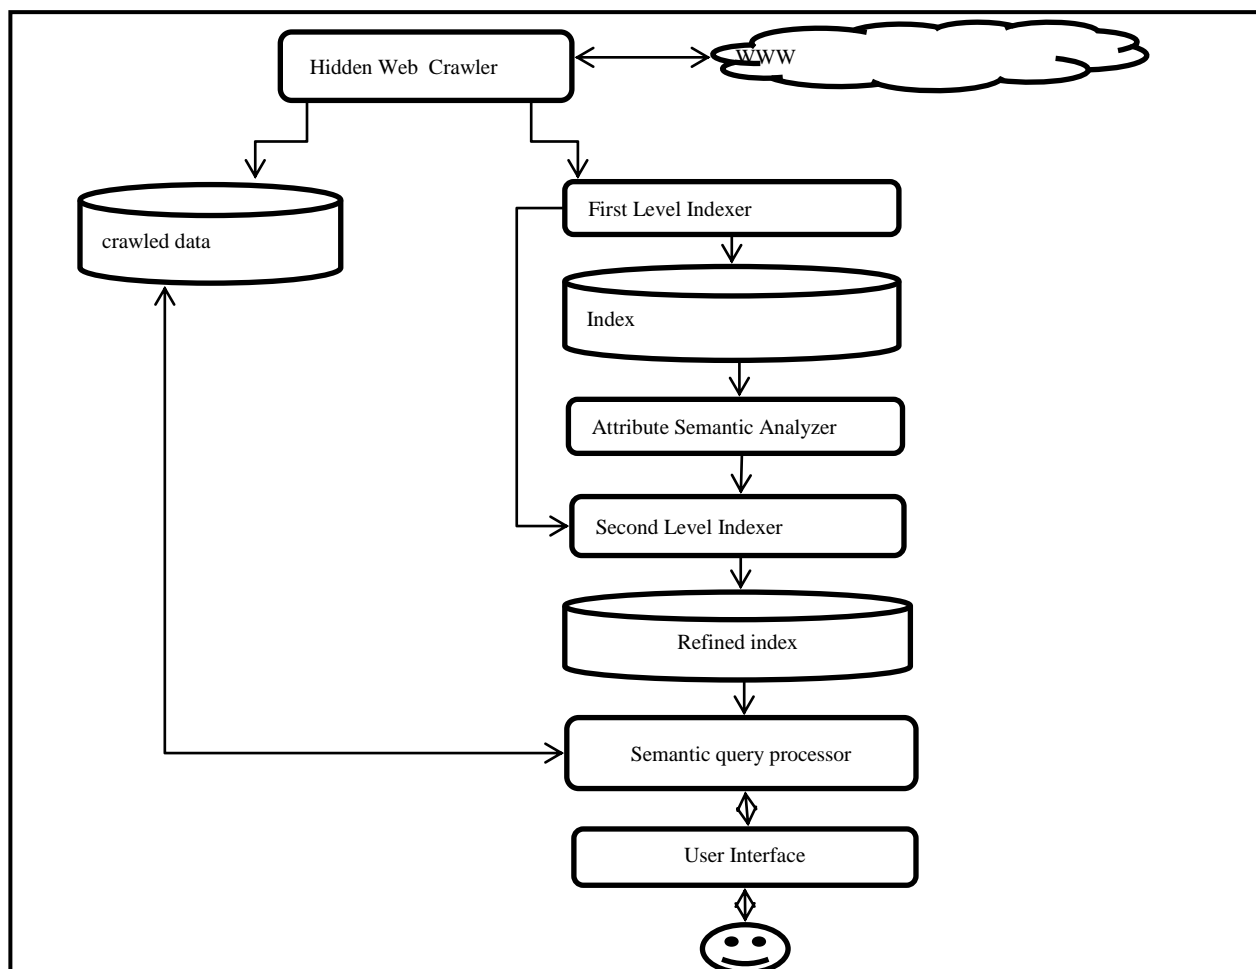 Hidden Web Crawler
WWW
First Level Indexer
crawled data
Index
Attribute Semantic Analyzer
Second Level Indexer
Refined index
Semantic query processor
User Interface